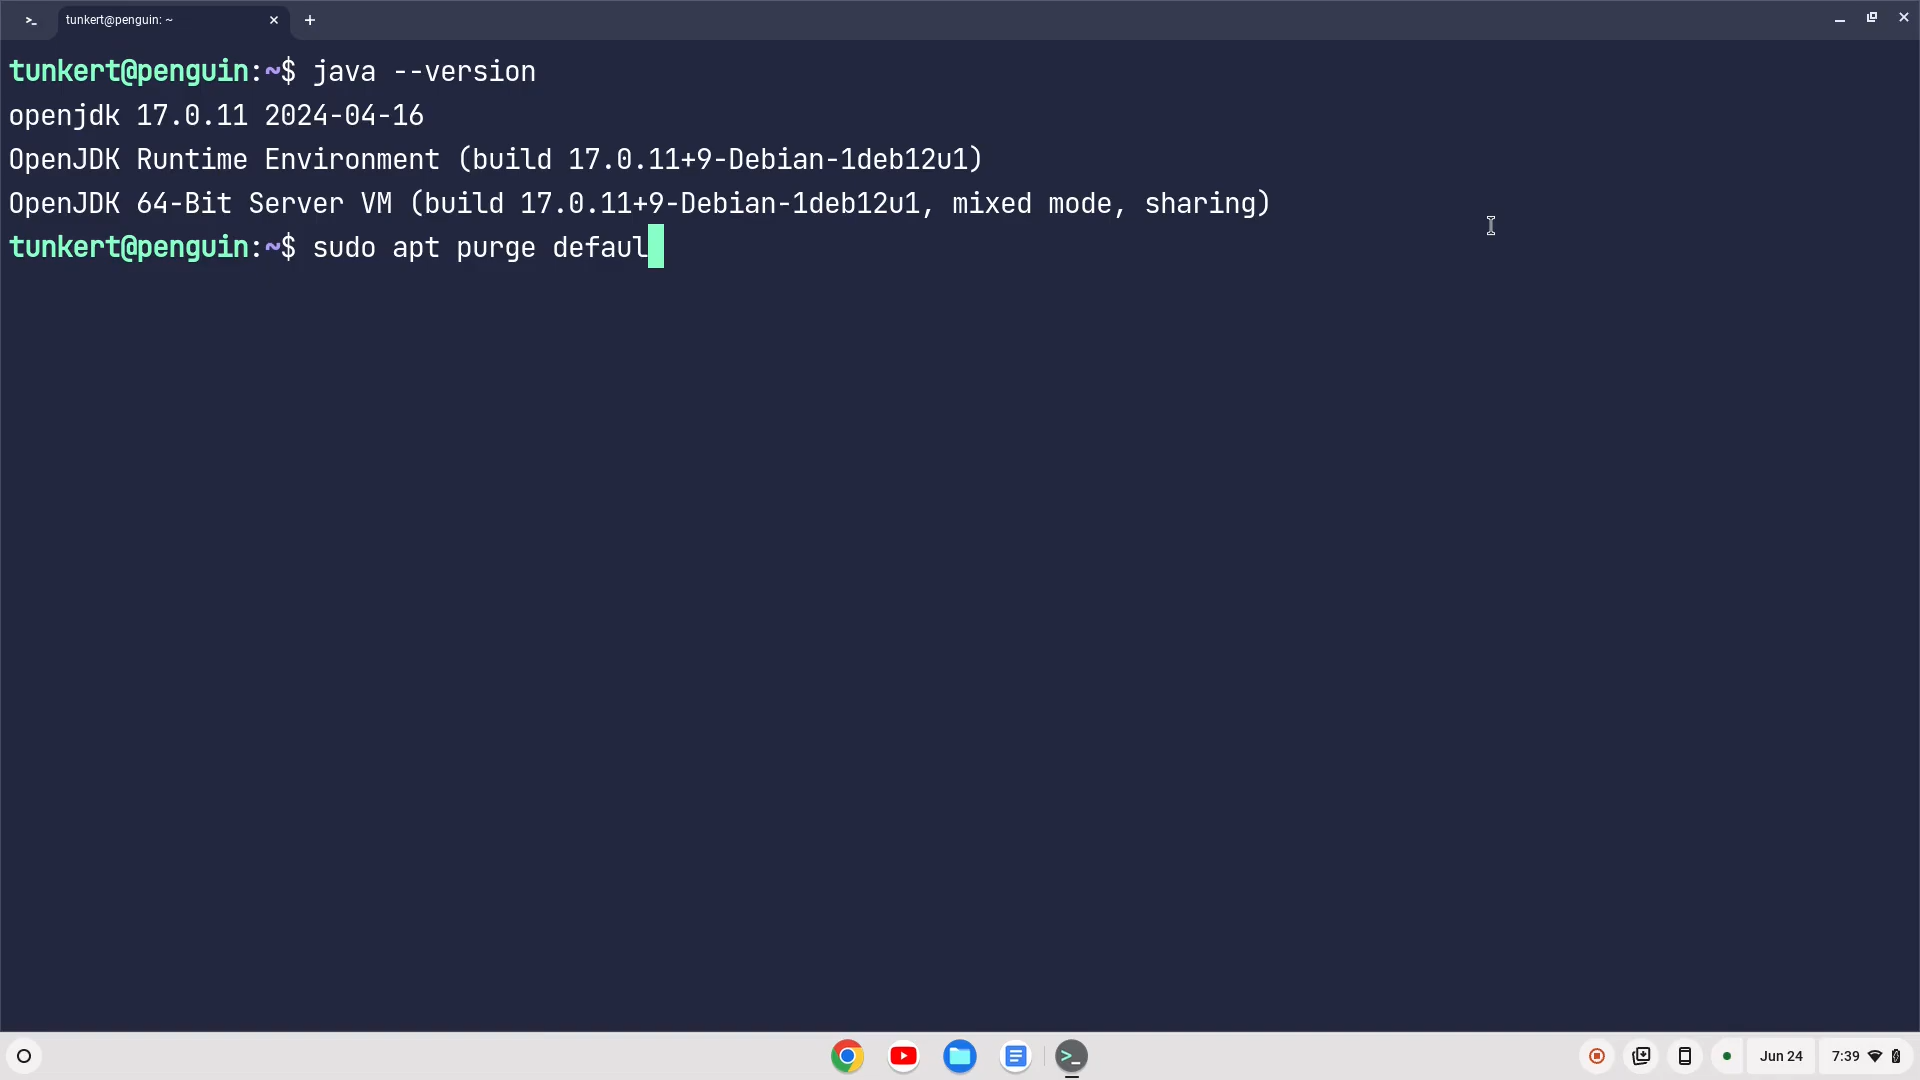 >_ tunkert@penguin: ~
tunkert@penguin:~$ java --version
openjdk 17.0.11 2024-04-16
OpenJDK Runtime Environment (build 17.0.11+9-Debian-1deb12u1)
OpenJDK 64-Bit Server VM (build 17.0.11+9-Debian-1deb12u1, mixed mode, sharing)
tunkert@penguin:~$ sudo apt purge defaul
Jun 24 7:39